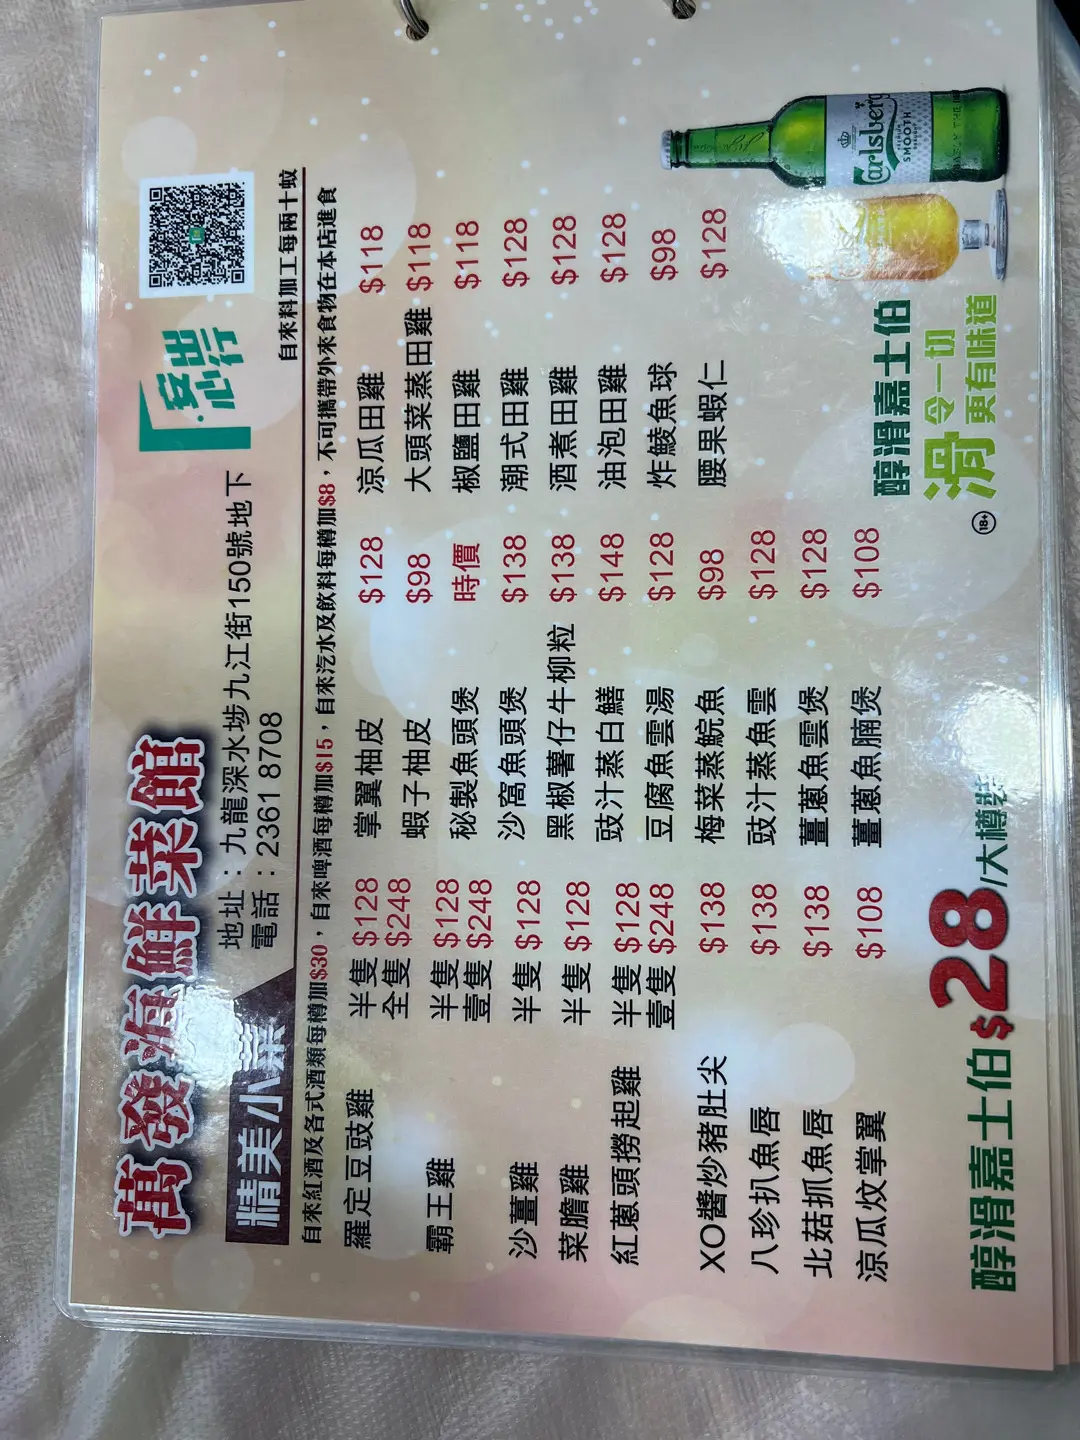 萬發海鮮菜館
地址：九龍深水埗九江街150號地下
電話：2361 8708
安心出行
精美小菜
自來料加工每兩十蚊
自來紅酒及各式酒類每樽加$30，自來啤酒每樽加$15，自來汽水及飲料每樽加$8，不可攜帶外來食物在本店進食
羅定豆豉雞 半隻 $128
全隻 $248
霸王雞 半隻 $128
壹隻 $248
沙薑雞 半隻 $128
菜膽雞 半隻 $128
紅蔥頭撈起雞 半隻 $128
壹隻 $248
XO醬炒豬肚尖 $138
八珍扒魚唇 $138
北菇抓魚唇 $138
涼瓜炆掌翼 $108
掌翼柚皮 $128
蝦子柚皮 $98
秘製魚頭煲 時價
沙窩魚頭煲 $138
黑椒薯仔牛柳粒 $138
豉汁蒸白鱔 $148
豆腐魚雲湯 $128
梅菜蒸鯇魚 $98
豉汁蒸魚雲 $128
薑蔥魚雲煲 $128
薑蔥魚腩煲 $108
涼瓜田雞 $118
大頭菜蒸田雞 $118
椒鹽田雞 $118
潮式田雞 $128
酒煮田雞 $128
油泡田雞 $128
炸鯪魚球 $98
腰果蝦仁 $128
醇滑嘉士伯 $28/大樽裝
醇滑嘉士伯
滑令一切
更有味道
18+
Carlsberg
SMOOTH